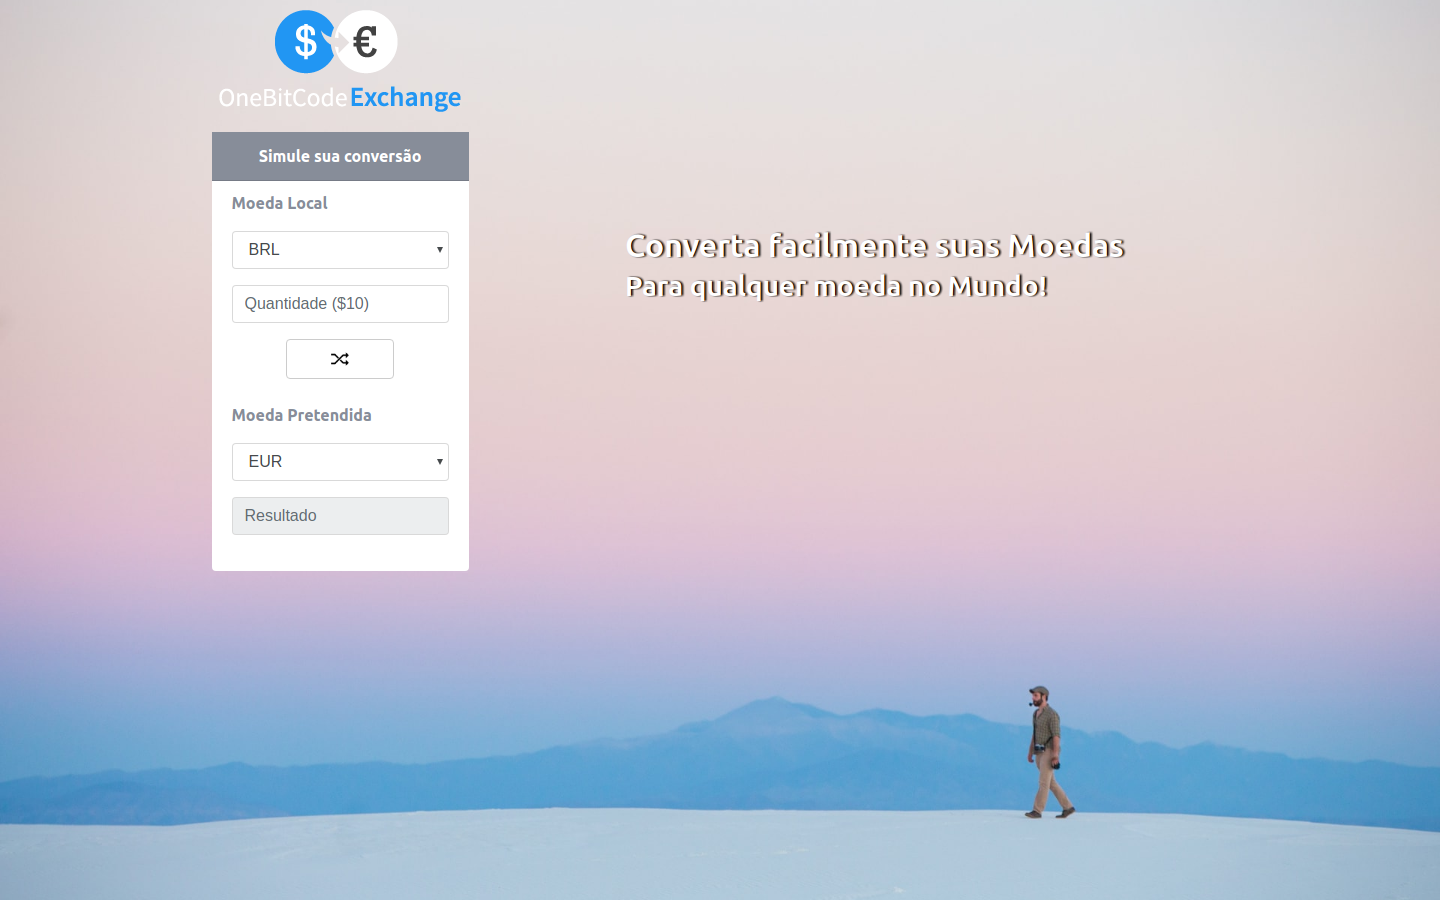 $ €
OneBitCode Exchange
Simule sua conversão
Moeda Local
BRL
Quantidade ($10)
Moeda Pretendida
EUR
Resultado
Converta facilmente suas Moedas
Para qualquer moeda no Mundo!